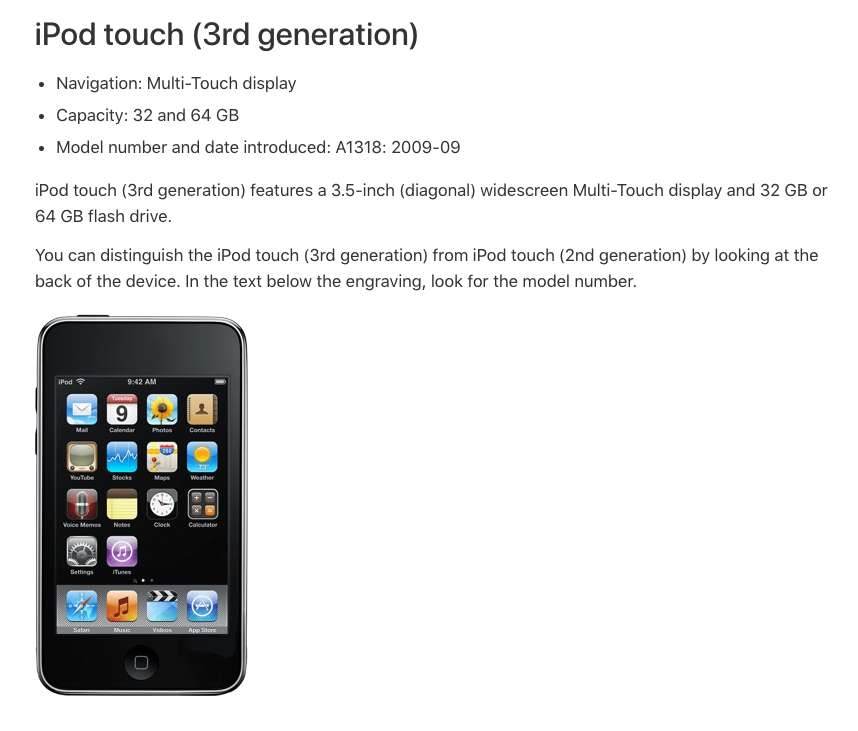 iPod touch (3rd generation)
• Navigation: Multi-Touch display
• Capacity: 32 and 64 GB
• Model number and date introduced: A1318: 2009-09
iPod touch (3rd generation) features a 3.5-inch (diagonal) widescreen Multi-Touch display and 32 GB or
64 GB flash drive.
You can distinguish the iPod touch (3rd generation) from iPod touch (2nd generation) by looking at the
back of the device. In the text below the engraving, look for the model number.
iPod 9:42 AM
Tuesday
9
280
73°
Mail Calendar Photos Contacts
YouTube Stocks Maps Weather
Voice Memos Notes Clock Calculator
Settings iTunes
Safari Music Videos App Store